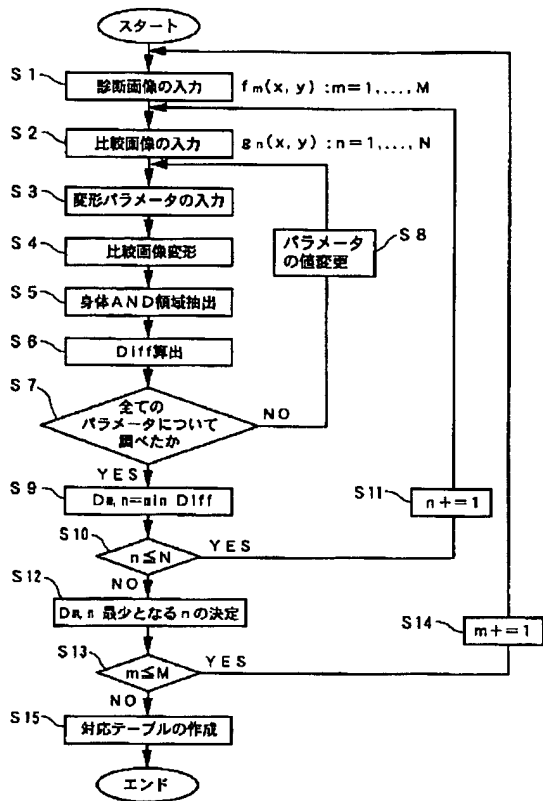 スタート
S1
診断画像の入力
fm(x, y) : m=1, ..., M
S2
比較画像の入力
gn(x, y) : n=1, ..., N
S3
変形パラメータの入力
S4
比較画像変形
パラメータ
の値変更
S8
S5
身体AND領域抽出
S6
Diff算出
S7
全ての
パラメータについて
調べたか
NO
YES
S9
Dm,n=min Diff
S11
n+=1
S10
n≦N
YES
NO
S12
Dm,n 最少となるnの決定
S14
m+=1
S13
m≦M
YES
NO
S15
対応テーブルの作成
エンド